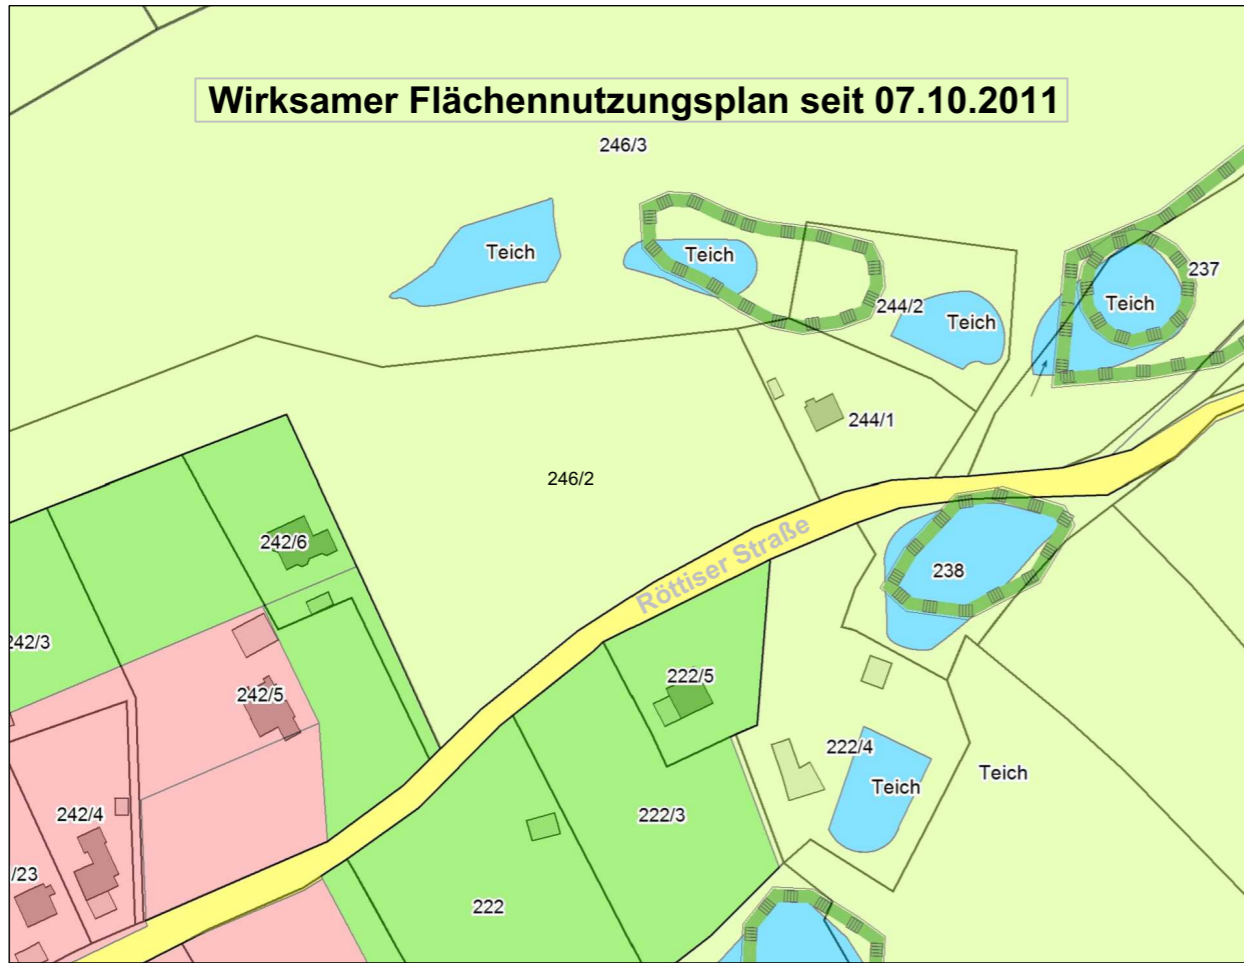 Wirksamer Flächennutzungsplan seit 07.10.2011
246/3
Teich
Teich
237
Teich
244/2
Teich
244/1
246/2
Röttiser Straße
242/6
238
242/3
222/5
242/5
222/4
Teich
Teich
242/4
222/3
/23
222